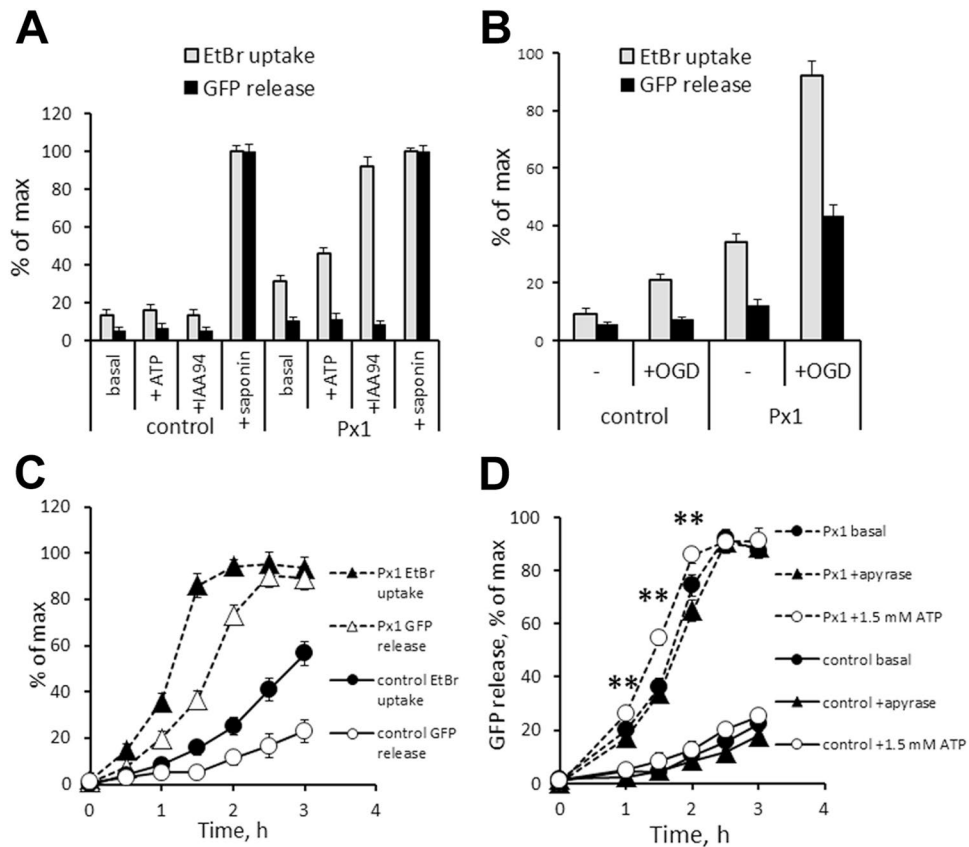 A
EtBr uptake
GFP release
% of max
120
100
80
60
40
20
0
basal
+ ATP
+IAA94
+ saponin
basal
+ ATP
+IAA94
+ saponin
control
Px1
B
EtBr uptake
GFP release
% of max
100
80
60
40
20
0
-
+OGD
-
+OGD
control
Px1
C
% of max
120
100
80
60
40
20
0
0
1
2
3
4
Time, h
Px1 EtBr
uptake
Px1 GFP
release
control EtBr
uptake
control GFP
release
D
GFP release, % of max
100
80
60
40
20
0
**
**
**
0
1
2
3
4
Time, h
Px1 basal
Px1 +apyrase
Px1 +1.5 mM ATP
control basal
control +apyrase
control +1.5 mM ATP